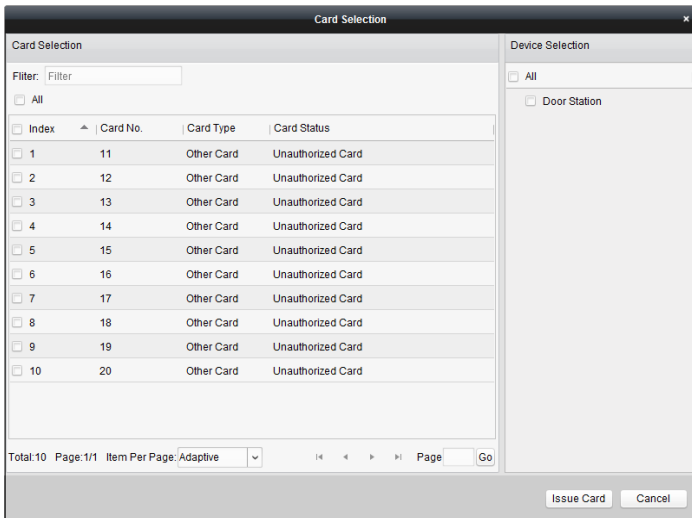 Card Selection
×
Card Selection
Fliter: Filter
All
Index Card No. Card Type Card Status
1 11 Other Card Unauthorized Card
2 12 Other Card Unauthorized Card
3 13 Other Card Unauthorized Card
4 14 Other Card Unauthorized Card
5 15 Other Card Unauthorized Card
6 16 Other Card Unauthorized Card
7 17 Other Card Unauthorized Card
8 18 Other Card Unauthorized Card
9 19 Other Card Unauthorized Card
10 20 Other Card Unauthorized Card
Total:10 Page:1/1 Item Per Page: Adaptive Page Go
Device Selection
All
Door Station
Issue Card Cancel